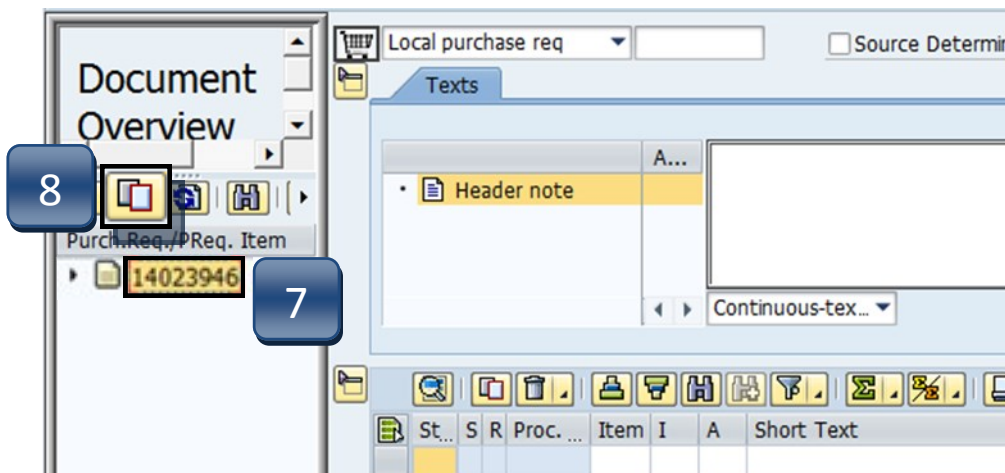 Local purchase req
Source Determin
Document
Overview
Texts
A...
Header note
8
Purch.Req./PReq. Item
14023946
7
Continuous-tex...
St... S R Proc. ... Item I A Short Text